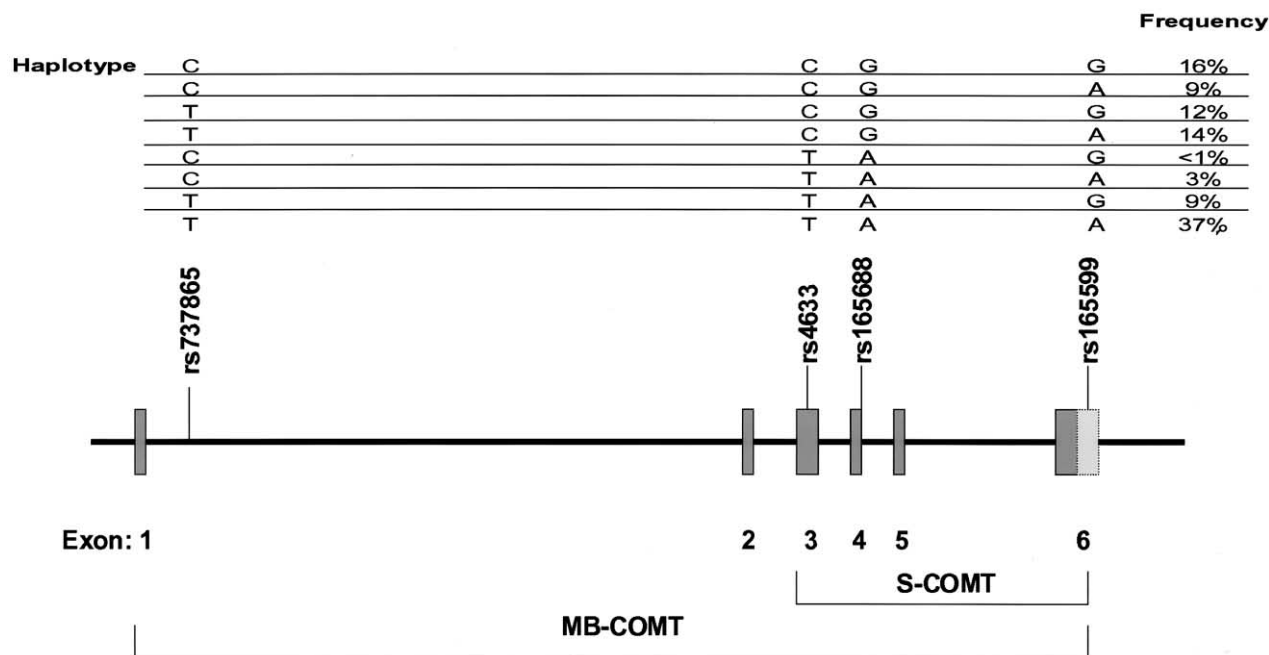 Frequency
Haplotype C C G G 16%
C C G A 9%
T C G G 12%
T C G A 14%
C T A G <1%
C T A A 3%
T T A G 9%
T T A A 37%
rs737865 rs4633 rs165688 rs165599
Exon: 1 2 3 4 5 6
S-COMT
MB-COMT